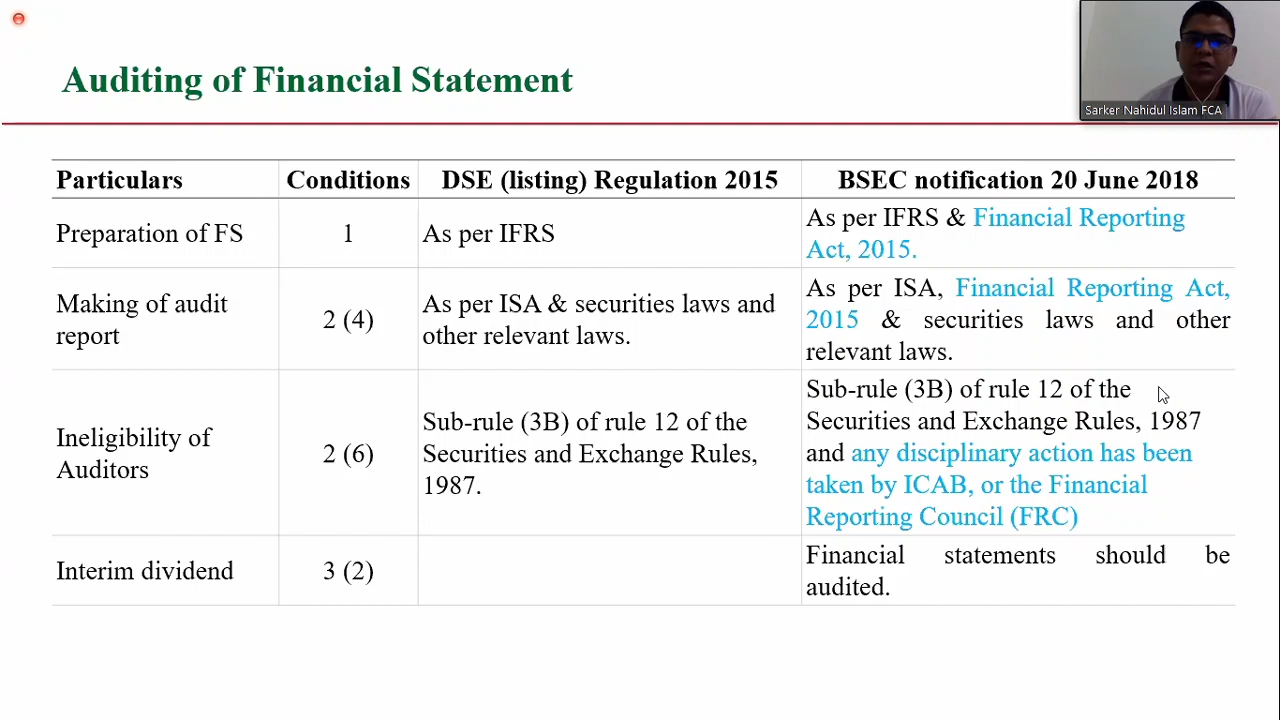 Auditing of Financial Statement
Sarker Nahidul Islam FCA
Particulars Conditions DSE (listing) Regulation 2015 BSEC notification 20 June 2018
Preparation of FS 1 As per IFRS
As per IFRS & Financial Reporting
Act, 2015.
Making of audit
report
2 (4)
As per ISA & securities laws and
other relevant laws.
As per ISA, Financial Reporting Act,
2015 & securities laws and other
relevant laws.
Ineligibility of
Auditors
2 (6)
Sub-rule (3B) of rule 12 of the
Securities and Exchange Rules,
1987.
Sub-rule (3B) of rule 12 of the
Securities and Exchange Rules, 1987
and any disciplinary action has been
taken by ICAB, or the Financial
Reporting Council (FRC)
Interim dividend 3 (2)
Financial statements should be
audited.